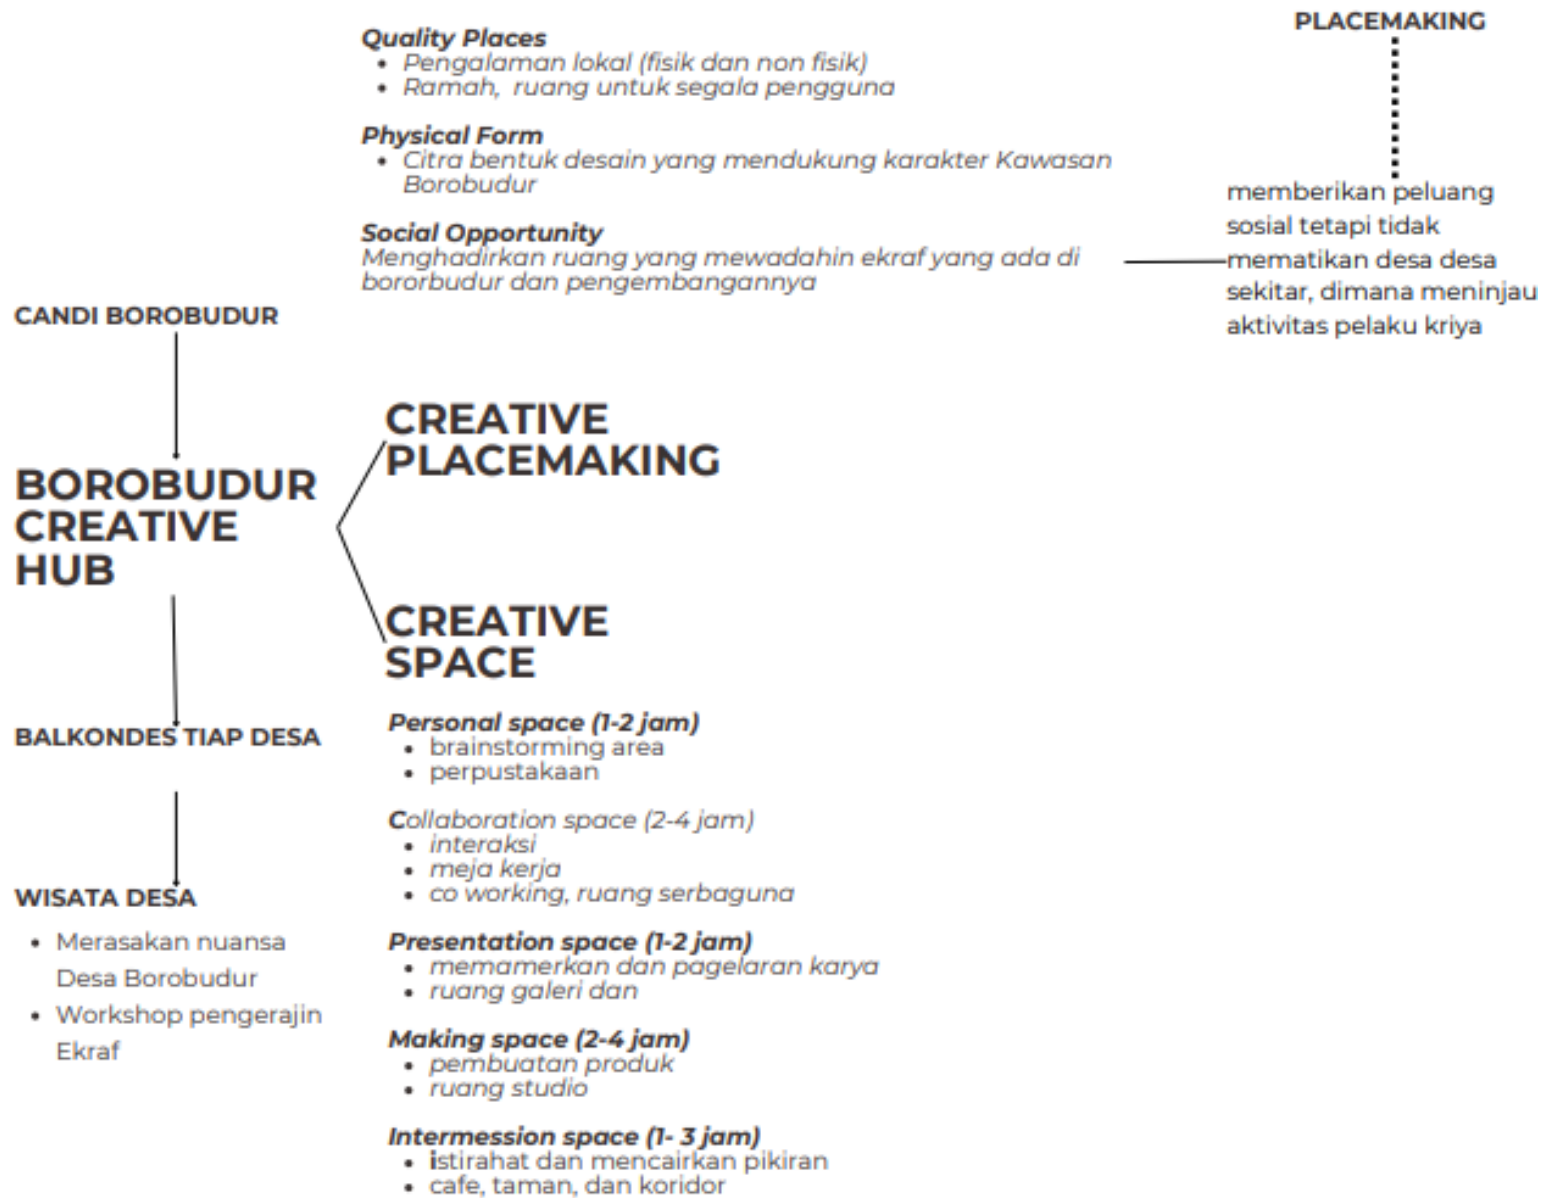 Quality Places
• Pengalaman lokal (fisik dan non fisik)
• Ramah,  ruang untuk segala pengguna
Physical Form
• Citra bentuk desain yang mendukung karakter Kawasan
Borobudur
Social Opportunity
Menghadirkan ruang yang mewadahin ekraf yang ada di
bororbudur dan pengembangannya
PLACEMAKING
memberikan peluang
sosial tetapi tidak
mematikan desa desa
sekitar, dimana meninjau
aktivitas pelaku kriya
CANDI BOROBUDUR
BOROBUDUR
CREATIVE
HUB
BALKONDES TIAP DESA
WISATA DESA
• Merasakan nuansa
Desa Borobudur
• Workshop pengerajin
Ekraf
CREATIVE
PLACEMAKING
CREATIVE
SPACE
Personal space (1-2 jam)
• brainstorming area
• perpustakaan
Collaboration space (2-4 jam)
• interaksi
• meja kerja
• co working, ruang serbaguna
Presentation space (1-2 jam)
• memamerkan dan pagelaran karya
• ruang galeri dan
Making space (2-4 jam)
• pembuatan produk
• ruang studio
Intermession space (1- 3 jam)
• istirahat dan mencairkan pikiran
• cafe, taman, dan koridor